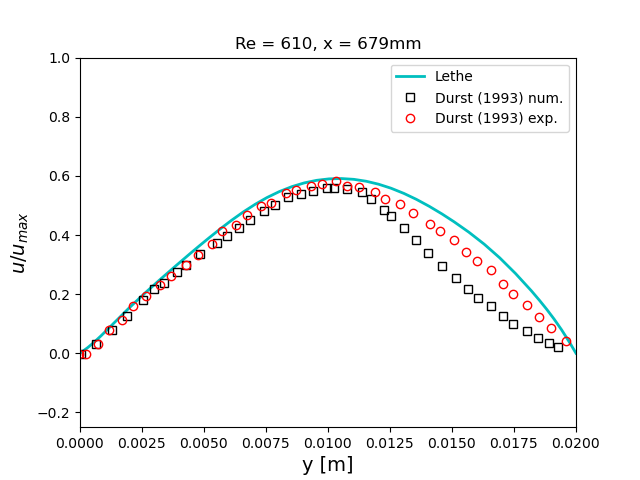 Re = 610, x = 679mm
Lethe
Durst (1993) num.
Durst (1993) exp.
1.0
0.8
0.6
0.4
0.2
0.0
−0.2
u/u_max
0.0000 0.0025 0.0050 0.0075 0.0100 0.0125 0.0150 0.0175 0.0200
y [m]